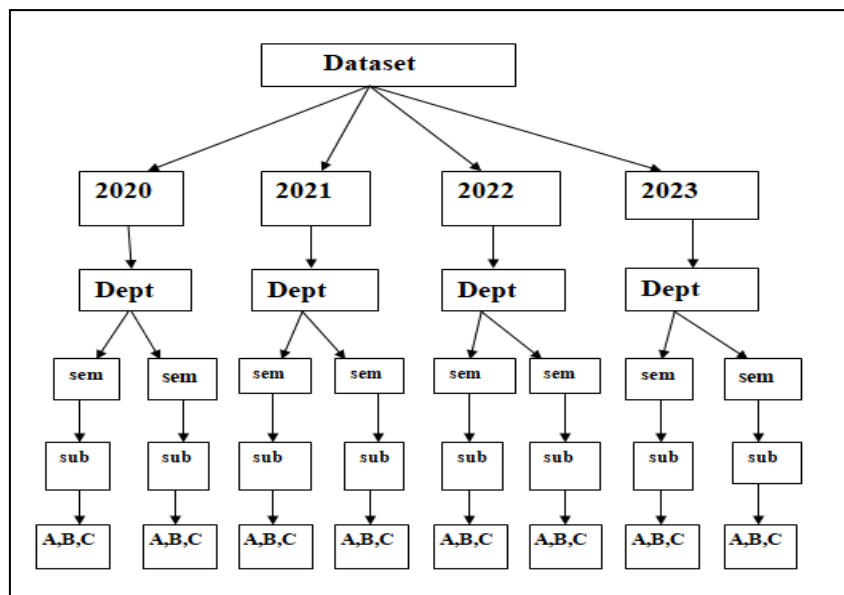 Dataset
2020 2021 2022 2023
Dept Dept Dept Dept
sem sem sem sem sem sem sem sem
sub sub sub sub sub sub sub sub
A,B,C A,B,C A,B,C A,B,C A,B,C A,B,C A,B,C A,B,C